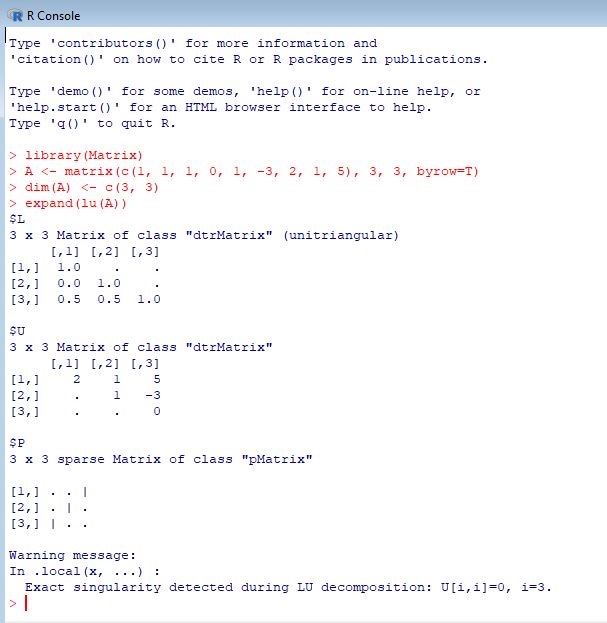 R Console
Type 'contributors()' for more information and
'citation()' on how to cite R or R packages in publications.
Type 'demo()' for some demos, 'help()' for on-line help, or
'help.start()' for an HTML browser interface to help.
Type 'q()' to quit R.
> library(Matrix)
> A <- matrix(c(1, 1, 1, 0, 1, -3, 2, 1, 5), 3, 3, byrow=T)
> dim(A) <- c(3, 3)
> expand(lu(A))
$L
3 x 3 Matrix of class "dtrMatrix" (unitriangular)
     [,1] [,2] [,3]
[1,]  1.0    .    .
[2,]  0.0  1.0    .
[3,]  0.5  0.5  1.0
$U
3 x 3 Matrix of class "dtrMatrix"
     [,1] [,2] [,3]
[1,]    2    1    5
[2,]    .    1   -3
[3,]    .    .    0
$P
3 x 3 sparse Matrix of class "pMatrix"
[1,] . . |
[2,] . | .
[3,] | . .
Warning message:
In .local(x, ...) :
  Exact singularity detected during LU decomposition: U[i,i]=0, i=3.
>